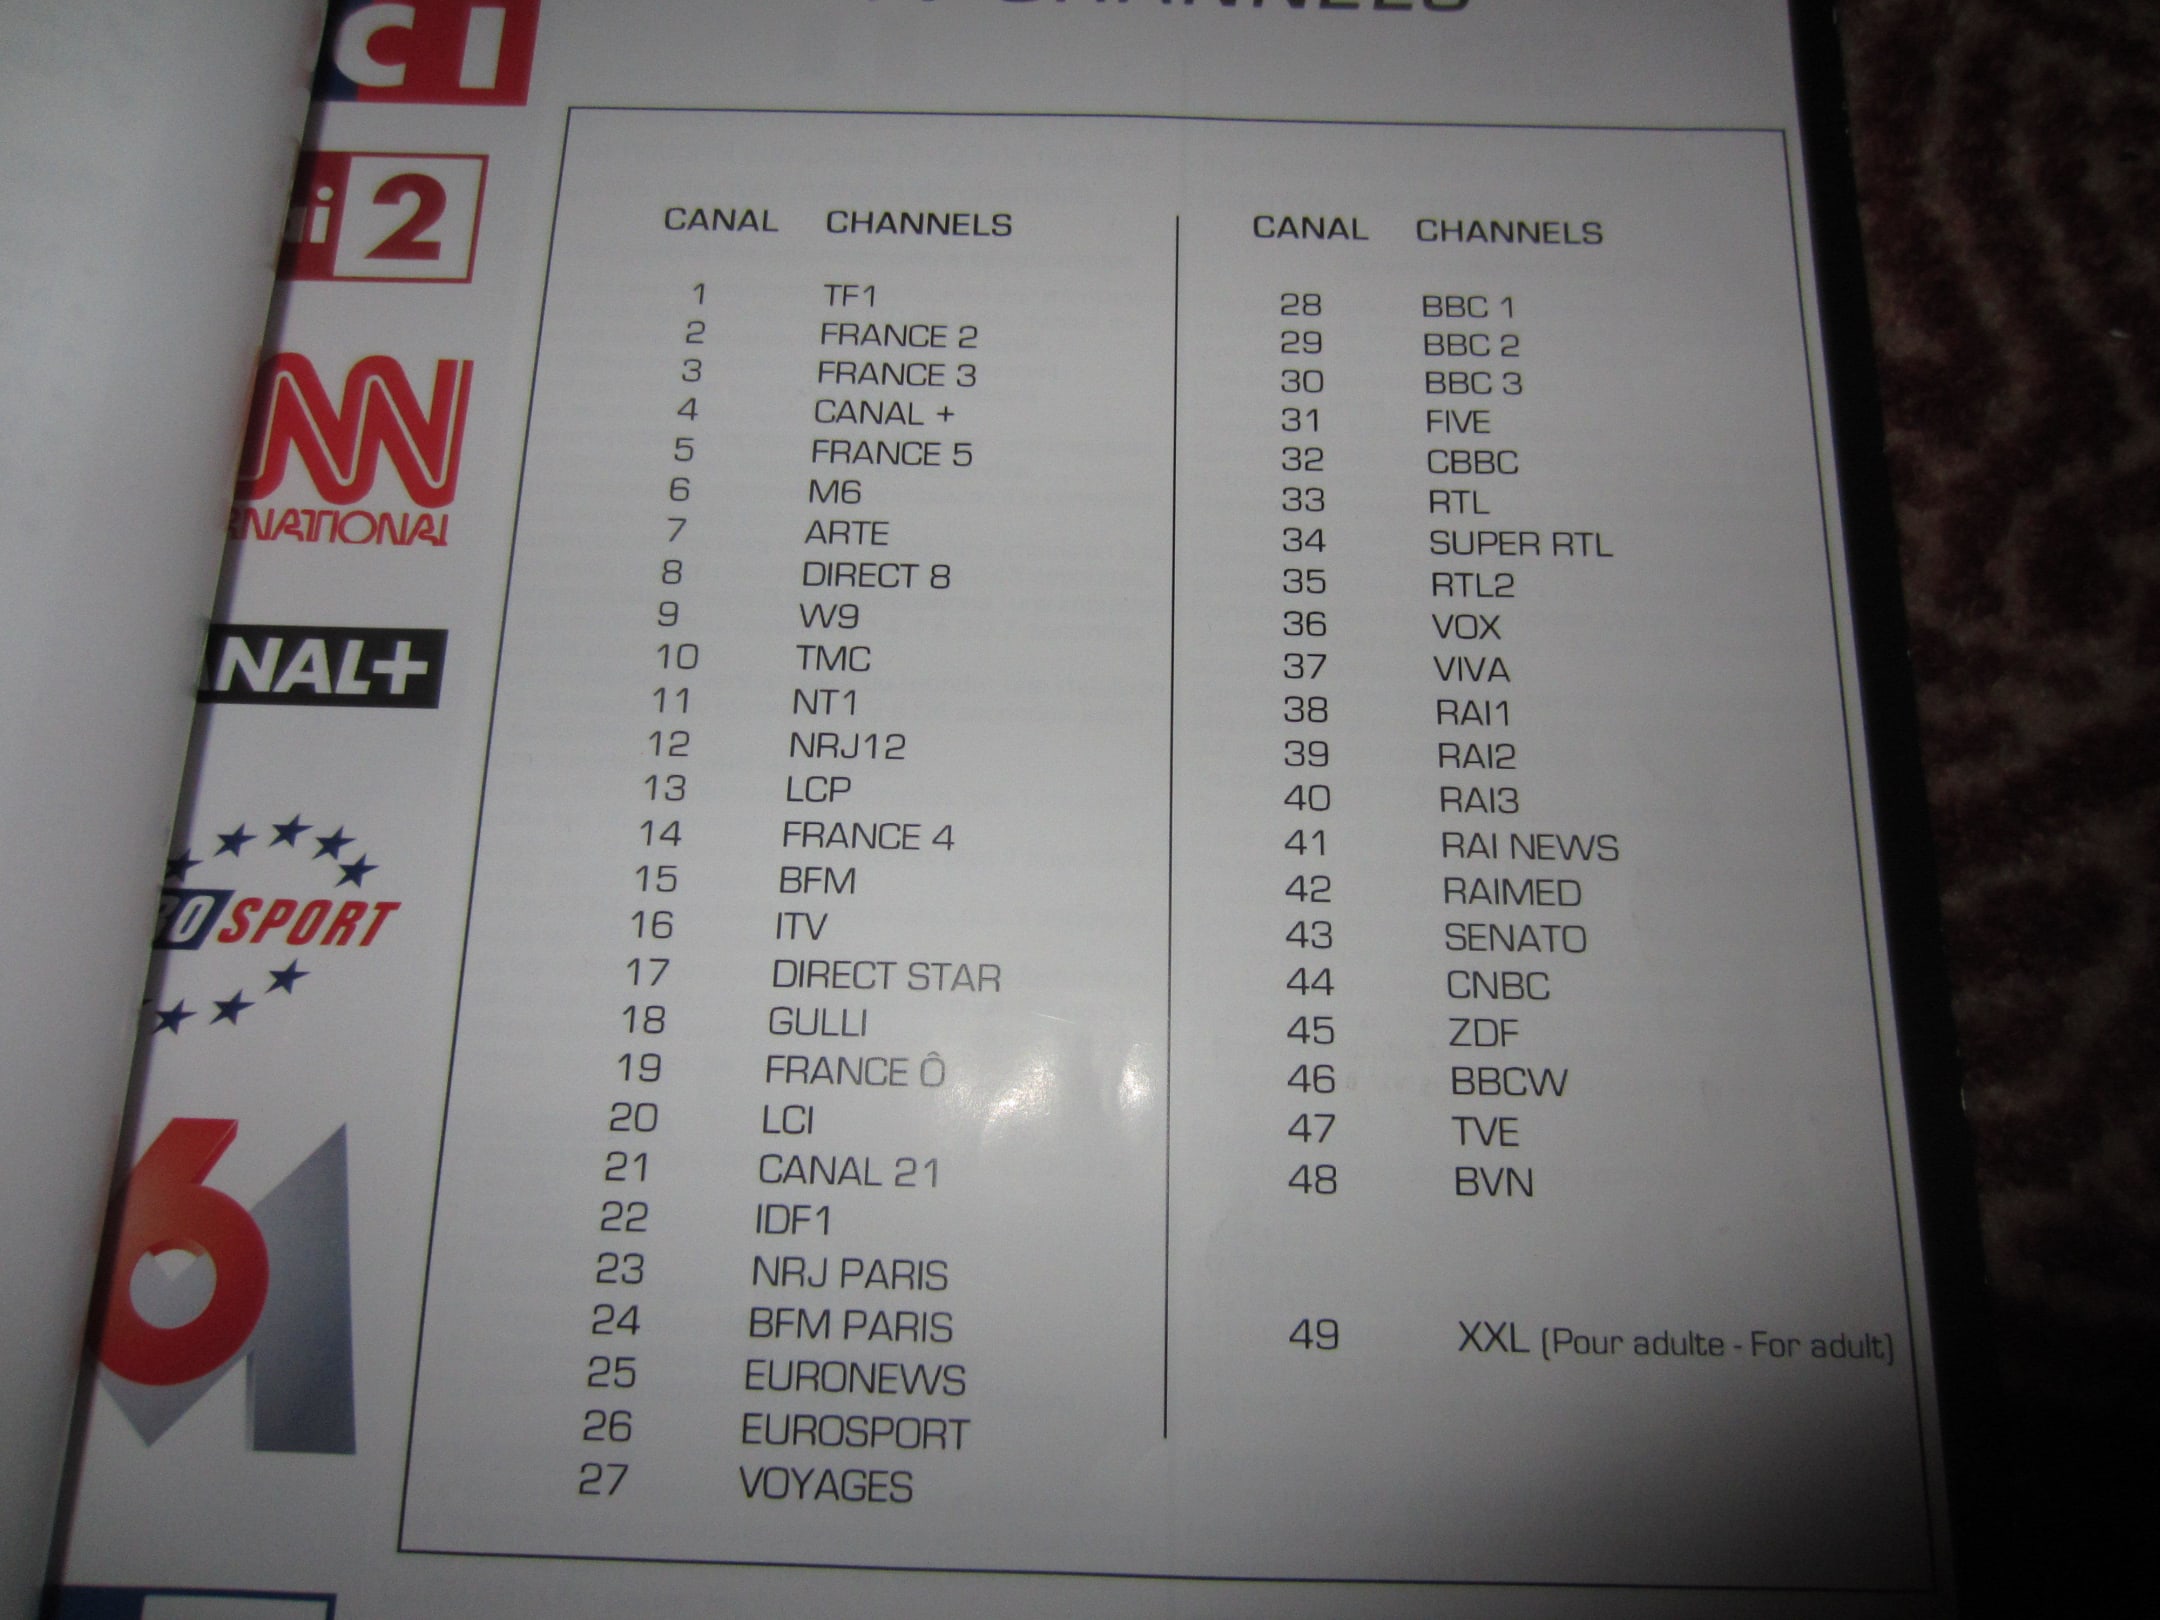 CHANNELS
CI
i 2
NN
NATIONAL
NAL+
O SPORT
6
CANAL CHANNELS
1 TF1
2 FRANCE 2
3 FRANCE 3
4 CANAL +
5 FRANCE 5
6 M6
7 ARTE
8 DIRECT 8
9 W9
10 TMC
11 NT1
12 NRJ12
13 LCP
14 FRANCE 4
15 BFM
16 ITV
17 DIRECT STAR
18 GULLI
19 FRANCE Ô
20 LCI
21 CANAL 21
22 IDF1
23 NRJ PARIS
24 BFM PARIS
25 EURONEWS
26 EUROSPORT
27 VOYAGES
CANAL CHANNELS
28 BBC 1
29 BBC 2
30 BBC 3
31 FIVE
32 CBBC
33 RTL
34 SUPER RTL
35 RTL2
36 VOX
37 VIVA
38 RAI1
39 RAI2
40 RAI3
41 RAI NEWS
42 RAIMED
43 SENATO
44 CNBC
45 ZDF
46 BBCW
47 TVE
48 BVN
49 XXL (Pour adulte - For adult)